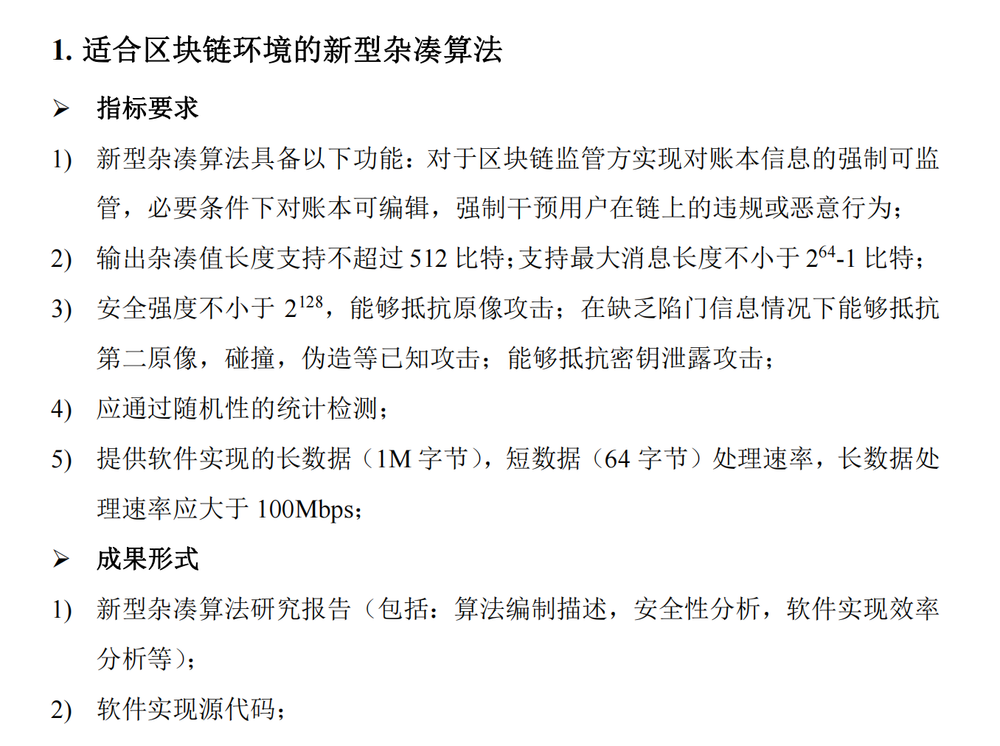 1. 适合区块链环境的新型杂凑算法
➢ 指标要求
1) 新型杂凑算法具备以下功能：对于区块链监管方实现对账本信息的强制可监
管，必要条件下对账本可编辑，强制干预用户在链上的违规或恶意行为；
2) 输出杂凑值长度支持不超过 512 比特；支持最大消息长度不小于 2⁶⁴-1 比特；
3) 安全强度不小于 2¹²⁸，能够抵抗原像攻击；在缺乏陷门信息情况下能够抵抗
第二原像，碰撞，伪造等已知攻击；能够抵抗密钥泄露攻击；
4) 应通过随机性的统计检测；
5) 提供软件实现的长数据（1M 字节），短数据（64 字节）处理速率，长数据处
理速率应大于 100Mbps；
➢ 成果形式
1) 新型杂凑算法研究报告（包括：算法编制描述，安全性分析，软件实现效率
分析等）；
2) 软件实现源代码；